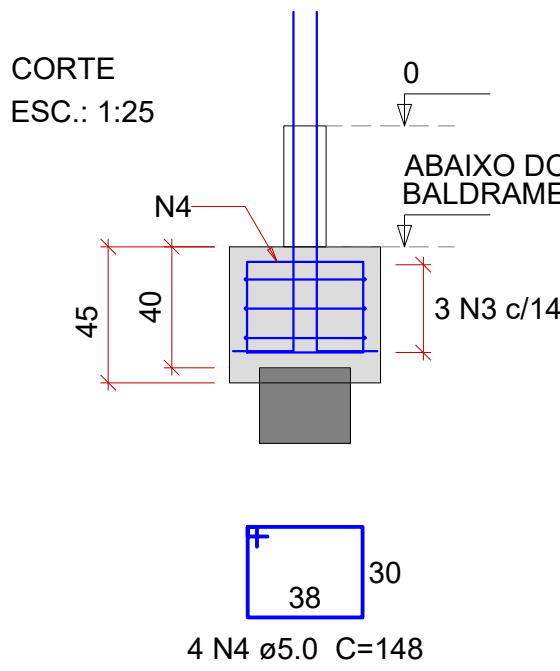 CORTE
ESC.: 1:25
0
ABAIXO DO
BALDRAME
N4
45
40
3 N3 c/14
30
38
4 N4 ø5.0 C=148